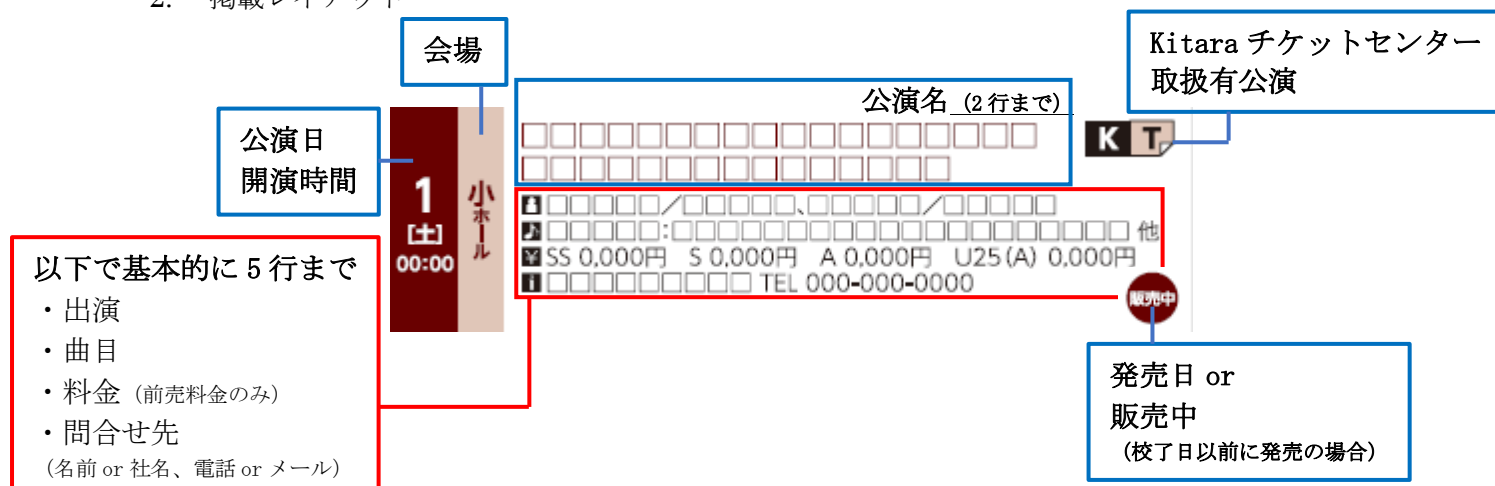 2. 掲載レイアウト
会場
Kitara チケットセンター
取扱有公演
公演名 (2行まで)
□□□□□□□□□□□□□□□□□□
□□□□□□□□□□□□□□□
K T
公演日
開演時間
1
[土]
00:00
小ホール
□□□□□/□□□□□、□□□□□/□□□□□
□□□□□:□□□□□□□□□□□□□□□□□□□□ 他
¥ SS 0,000円 S 0,000円 A 0,000円 U25(A) 0,000円
i □□□□□□□□□ TEL 000-000-0000
販売中
以下で基本的に5行まで
・出演
・曲目
・料金 (前売料金のみ)
・問合せ先
(名前 or 社名、電話 or メール)
発売日 or
販売中
(校了日以前に発売の場合)